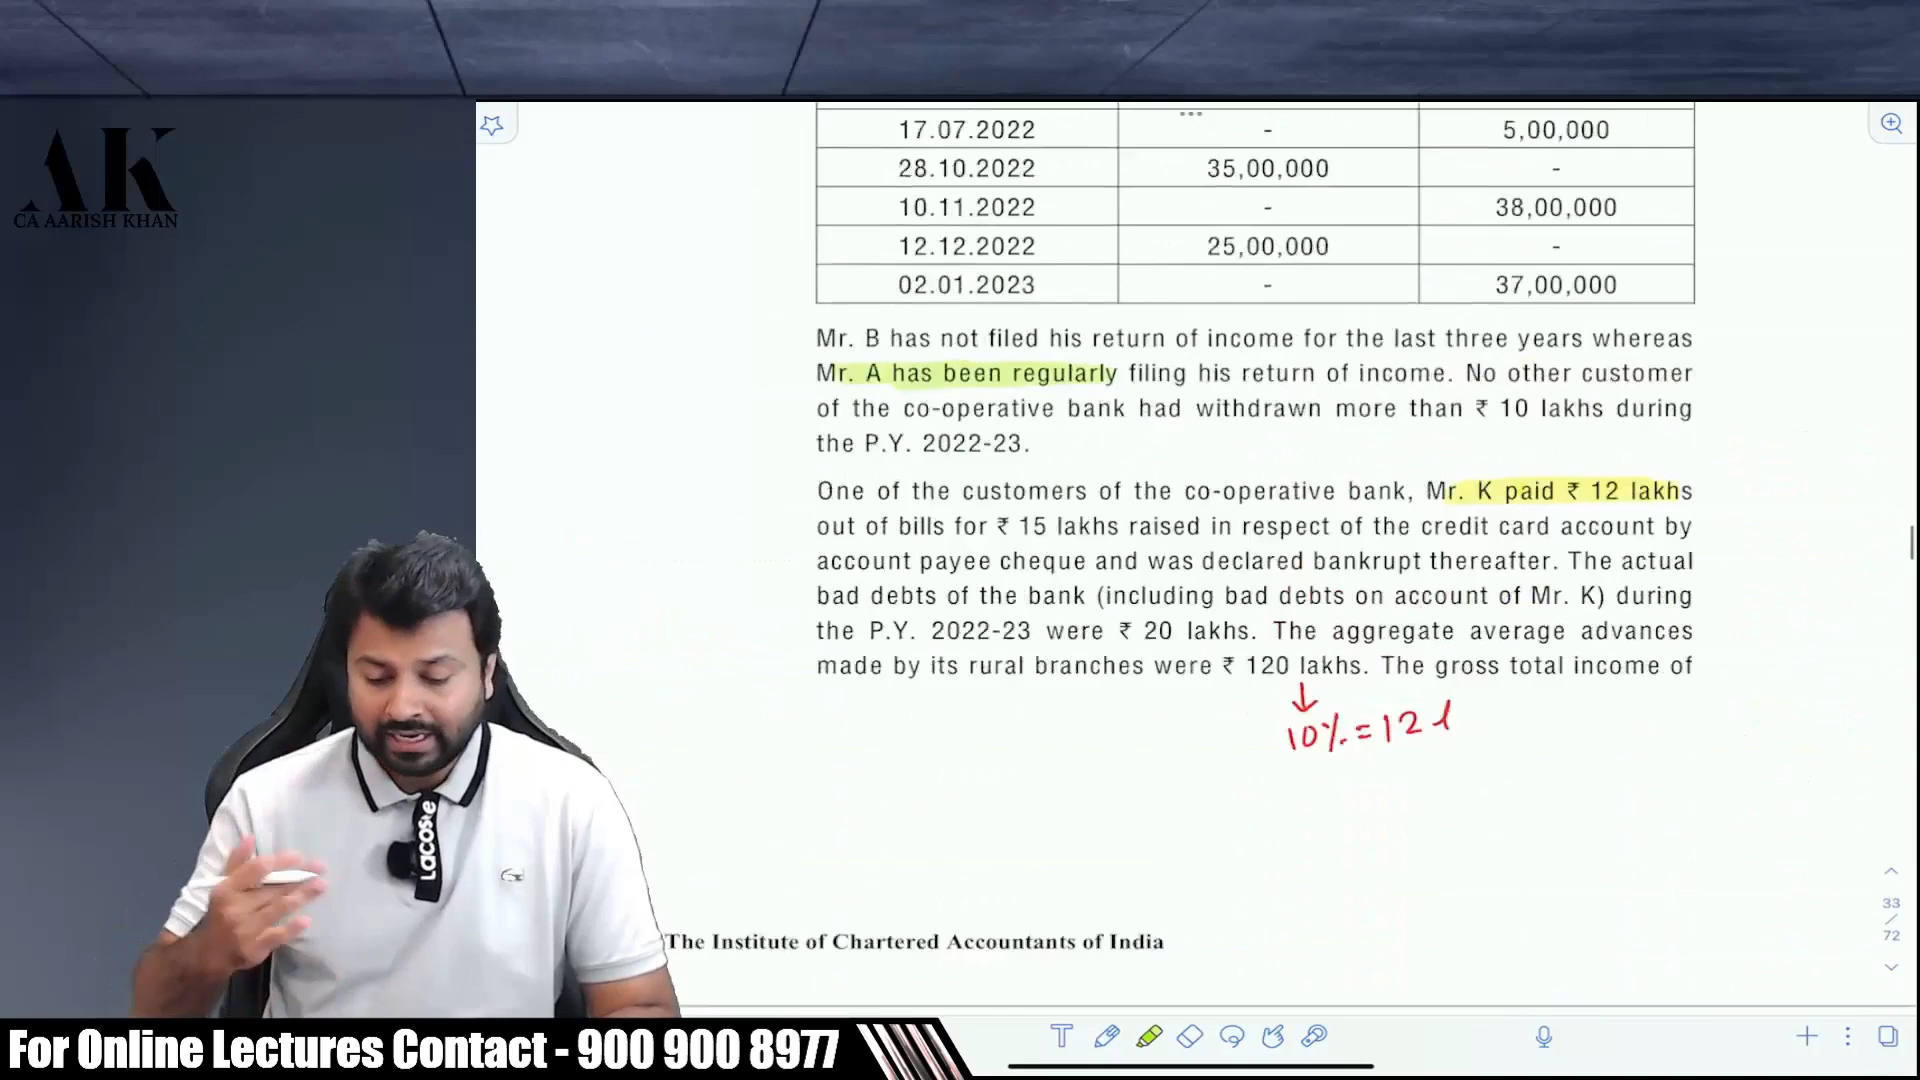 AK
CA AARISH KHAN
17.07.2022 - 5,00,000
28.10.2022 35,00,000 -
10.11.2022 - 38,00,000
12.12.2022 25,00,000 -
02.01.2023 - 37,00,000
Mr. B has not filed his return of income for the last three years whereas
Mr. A has been regularly filing his return of income. No other customer
of the co-operative bank had withdrawn more than ₹ 10 lakhs during
the P.Y. 2022-23.
One of the customers of the co-operative bank, Mr. K paid ₹ 12 lakhs
out of bills for ₹ 15 lakhs raised in respect of the credit card account by
account payee cheque and was declared bankrupt thereafter. The actual
bad debts of the bank (including bad debts on account of Mr. K) during
the P.Y. 2022-23 were ₹ 20 lakhs. The aggregate average advances
made by its rural branches were ₹ 120 lakhs. The gross total income of
10% = 12 l
Lacoste
33
/
72
The Institute of Chartered Accountants of India
For Online Lectures Contact - 900 900 8977